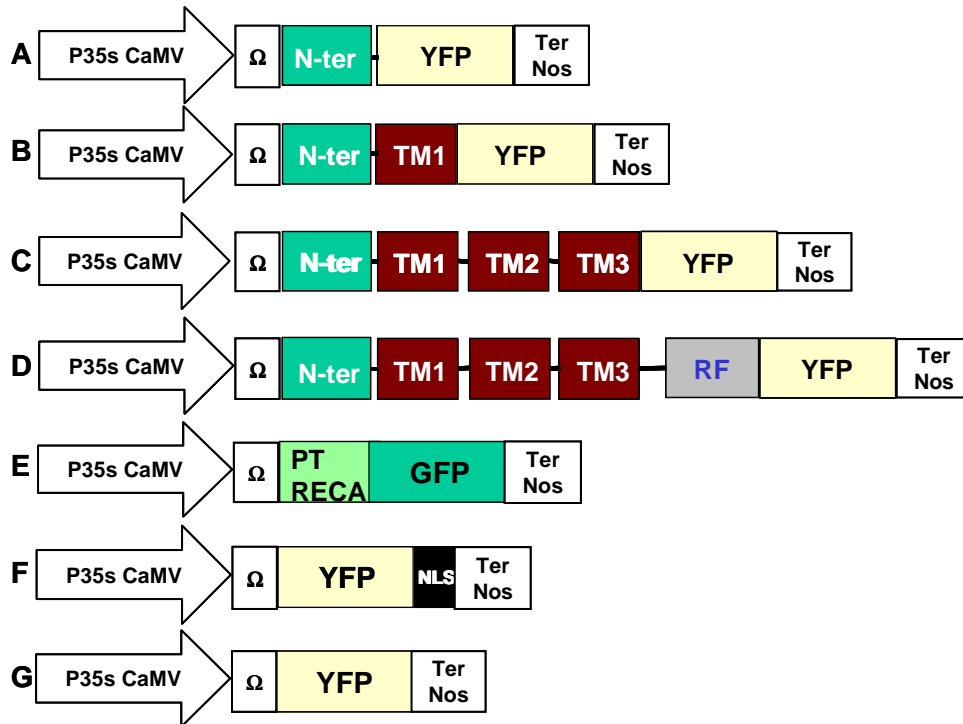 A P35s CaMV Ω N-ter YFP Ter Nos
B P35s CaMV Ω N-ter TM1 YFP Ter Nos
C P35s CaMV Ω N-ter TM1 TM2 TM3 YFP Ter Nos
D P35s CaMV Ω N-ter TM1 TM2 TM3 RF YFP Ter Nos
E P35s CaMV Ω PT RECA GFP Ter Nos
F P35s CaMV Ω YFP NLS Ter Nos
G P35s CaMV Ω YFP Ter Nos